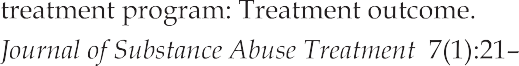 treatment program: Treatment outcome.
Journal of Substance Abuse Treatment 7(1):21–